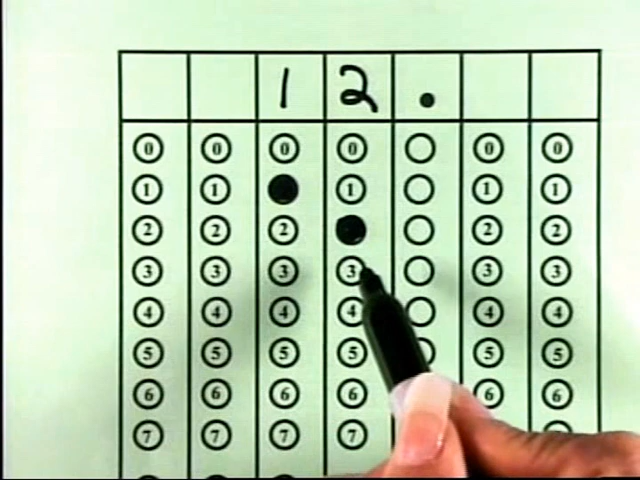 1 2 .
0 0 0 0 0 0
1 1 1 1 1
2 2 2 2 2
3 3 3 3 3 3
4 4 4 4 4 4
5 5 5 5 5 5
6 6 6 6 6 6
7 7 7 7